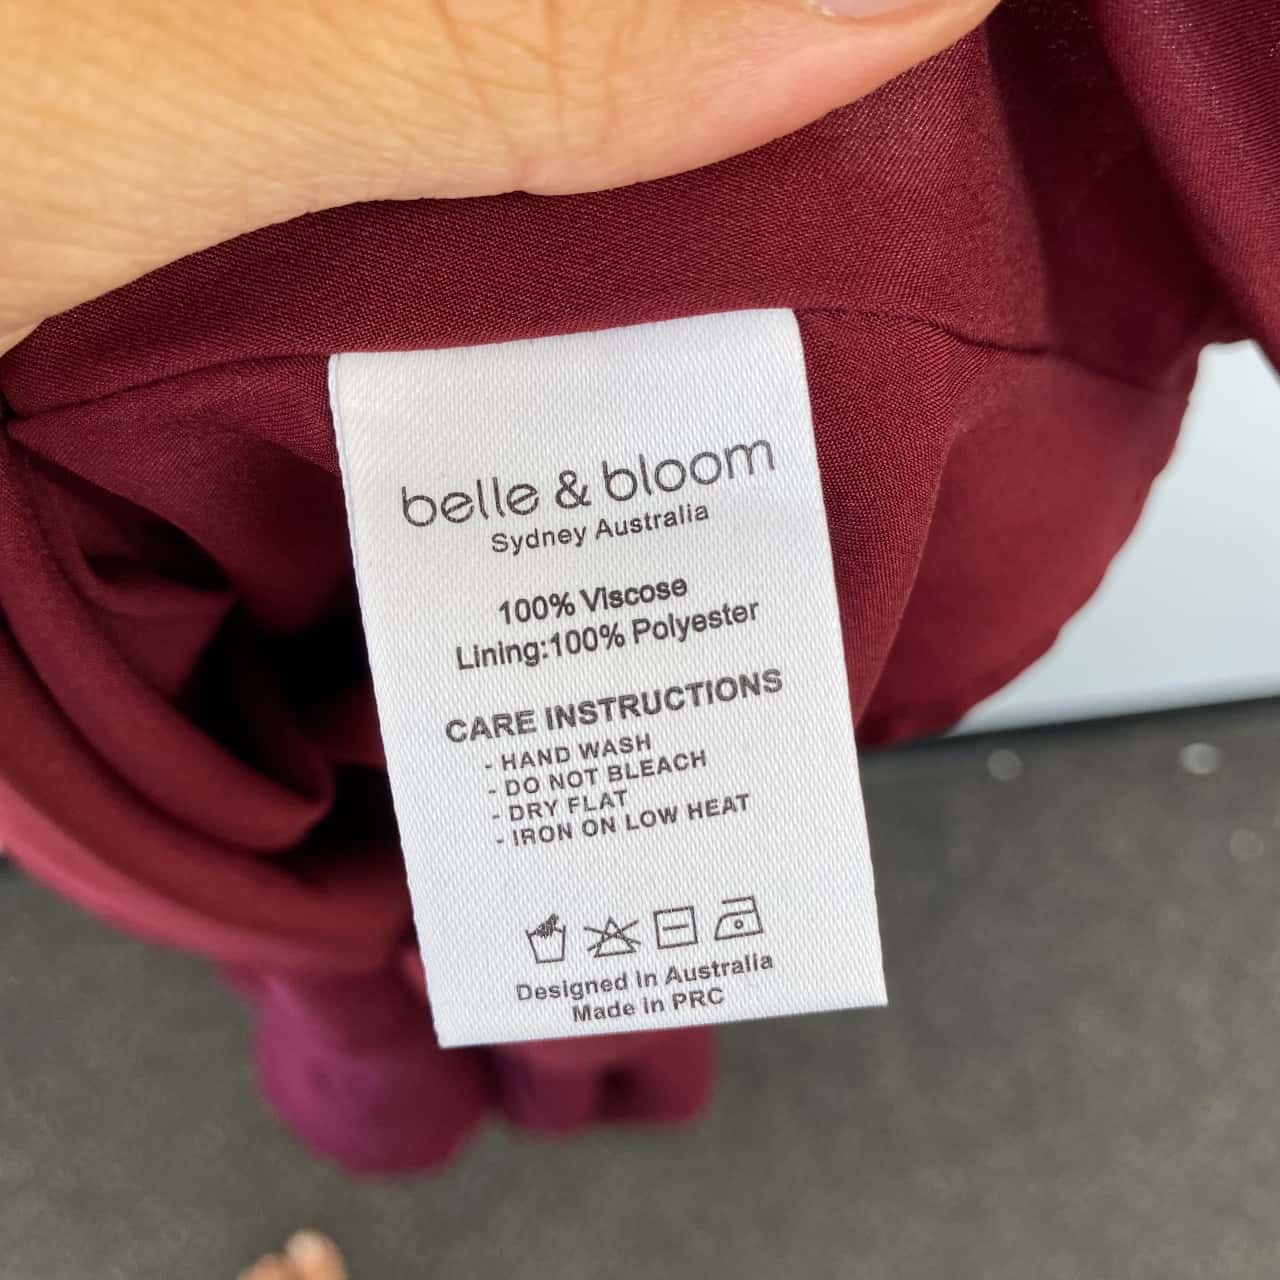 belle & bloom
Sydney Australia
100% Viscose
Lining:100% Polyester
CARE INSTRUCTIONS
- HAND WASH
- DO NOT BLEACH
- DRY FLAT
- IRON ON LOW HEAT
Designed in Australia
Made in PRC